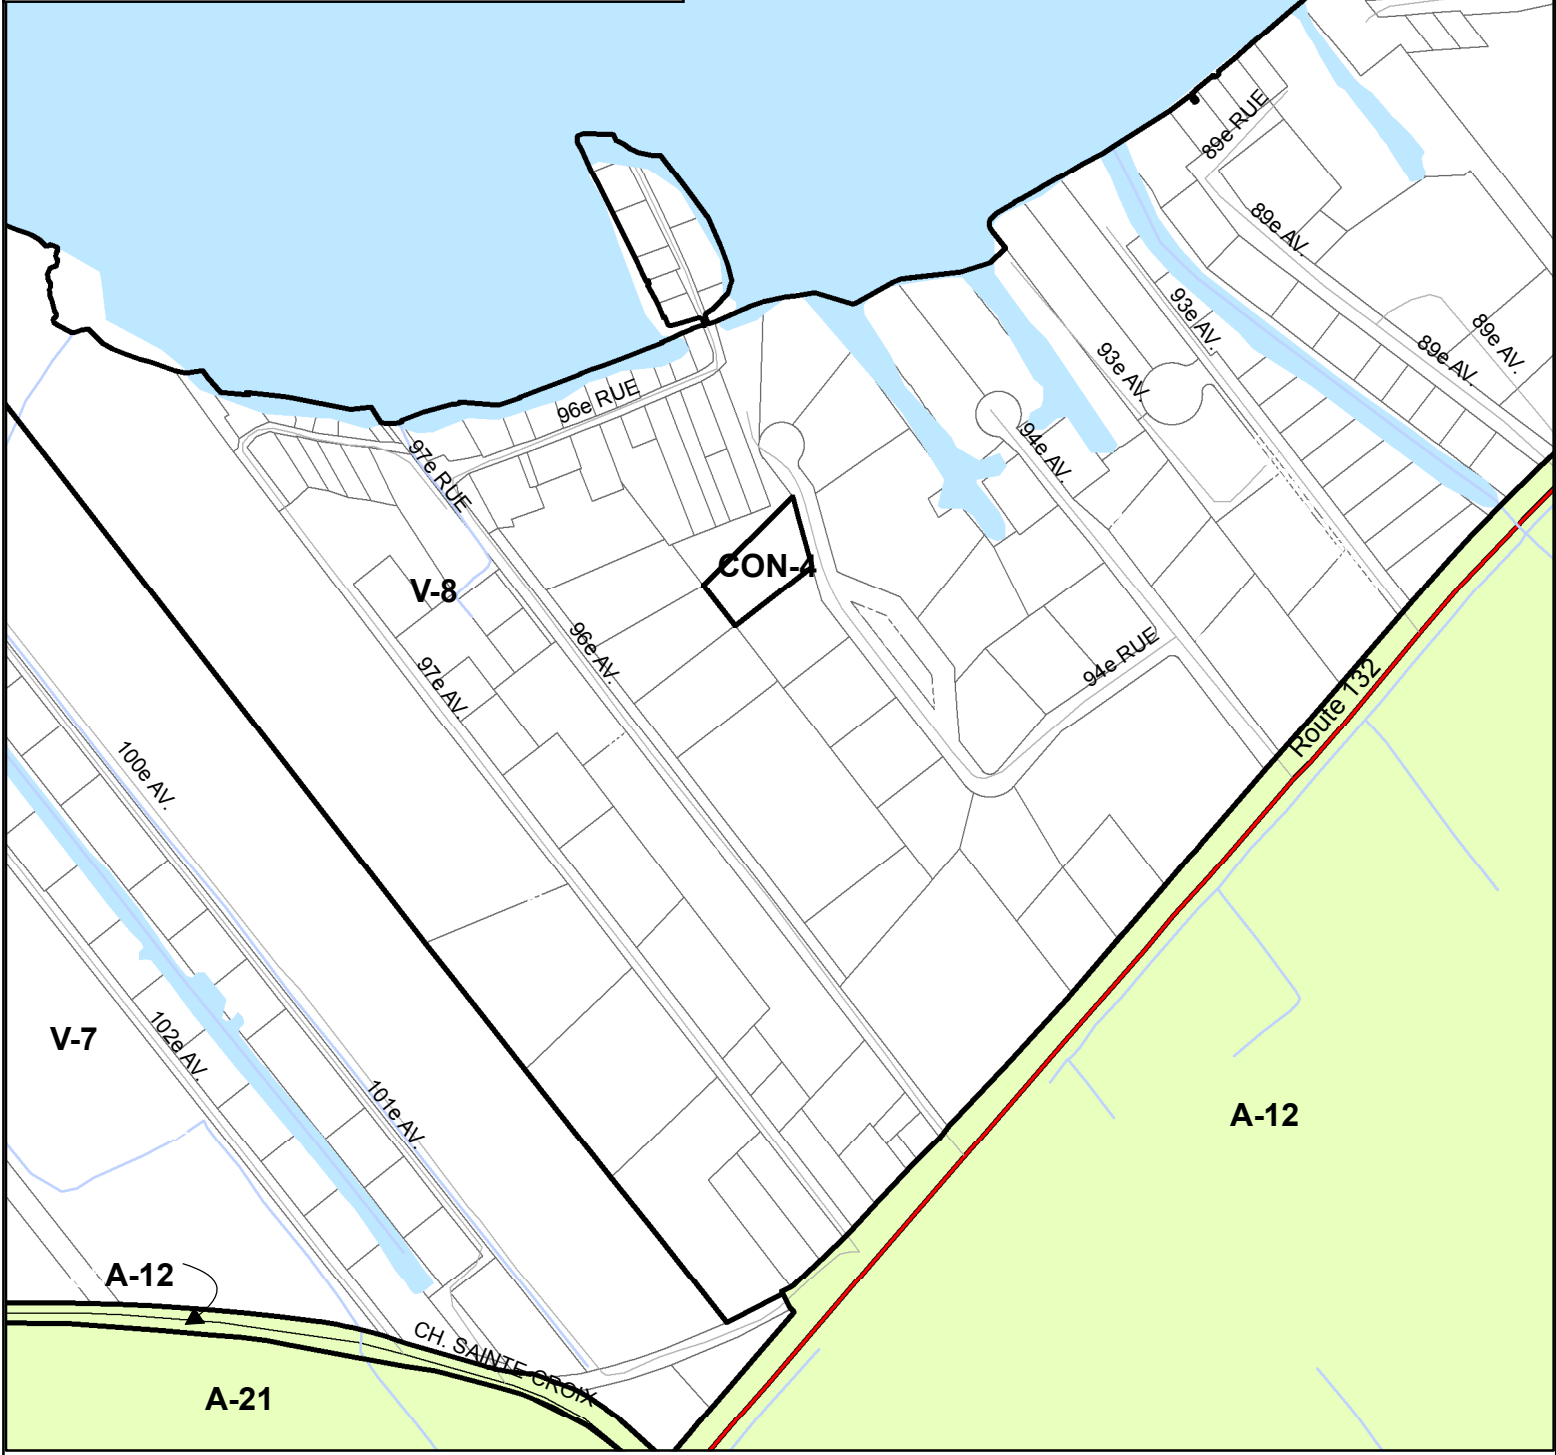 89e RUE
89e AV.
93e AV.
89e AV.
89e AV.
93e AV.
96e RUE
94e AV.
97e RUE
CON-4
V-8
96e AV.
94e RUE
97e AV.
Route 132
100e AV.
V-7
102e AV.
101e AV.
A-12
A-12
CH. SAINTE-CROIX
A-21